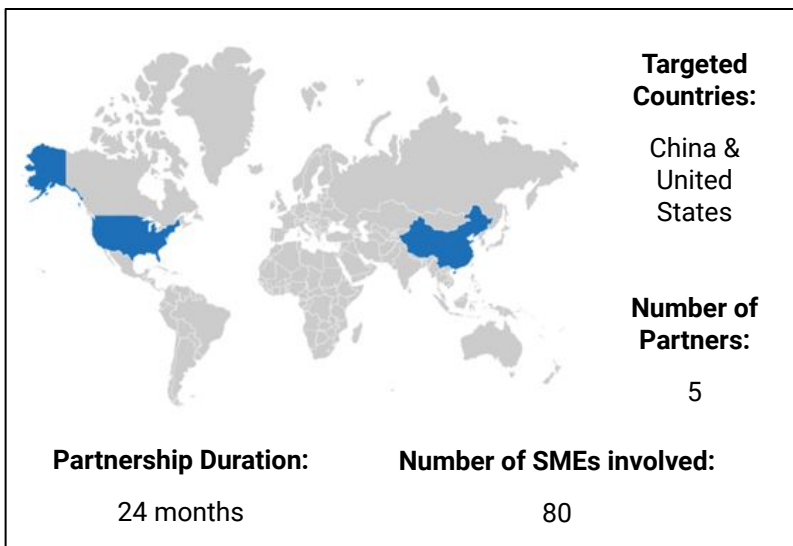 Targeted
Countries:
China &
United
States
Number of
Partners:
5
Partnership Duration:
24 months
Number of SMEs involved:
80